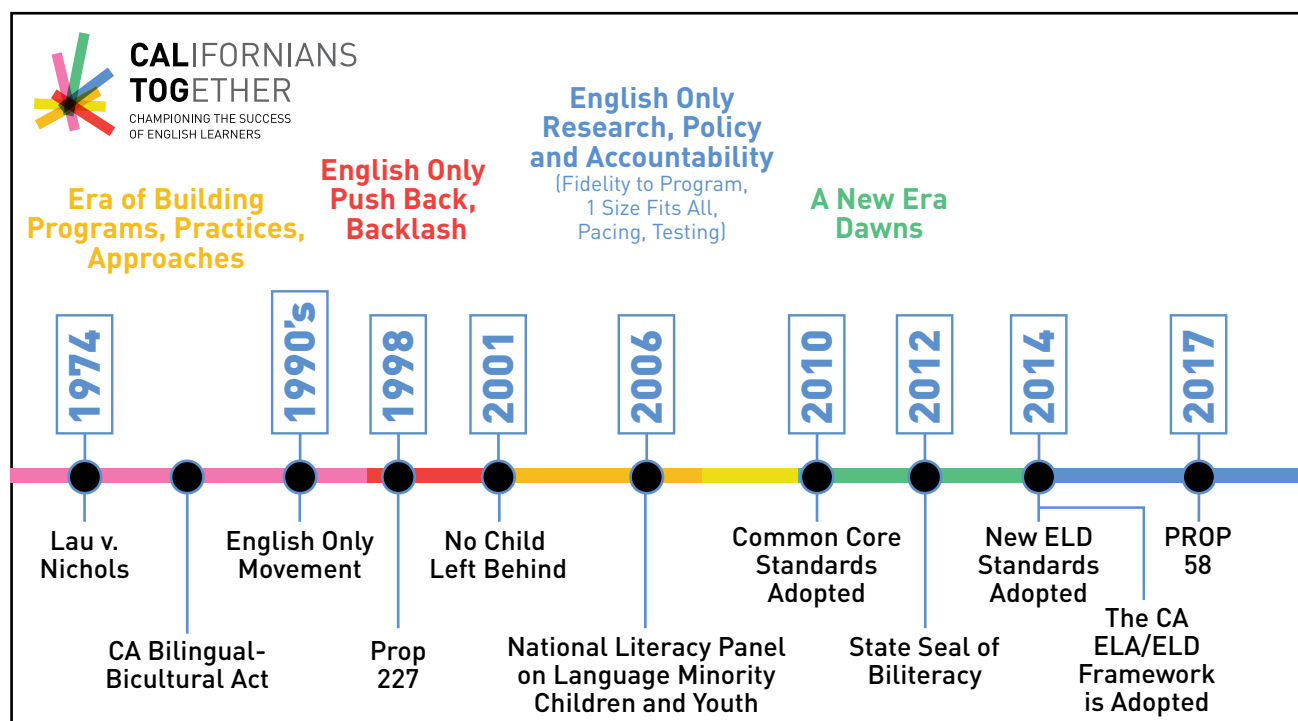 CALIFORNIANS
TOGETHER
CHAMPIONING THE SUCCESS
OF ENGLISH LEARNERS
Era of Building
Programs, Practices,
Approaches
English Only
Push Back,
Backlash
English Only
Research, Policy
and Accountability
(Fidelity to Program,
1 Size Fits All,
Pacing, Testing)
A New Era
Dawns
1974
1990's
1998
2001
2006
2010
2012
2014
2017
Lau v.
Nichols
CA Bilingual-
Bicultural Act
English Only
Movement
Prop
227
No Child
Left Behind
National Literacy Panel
on Language Minority
Children and Youth
Common Core
Standards
Adopted
State Seal of
Biliteracy
New ELD
Standards
Adopted
The CA
ELA/ELD
Framework
is Adopted
PROP
58